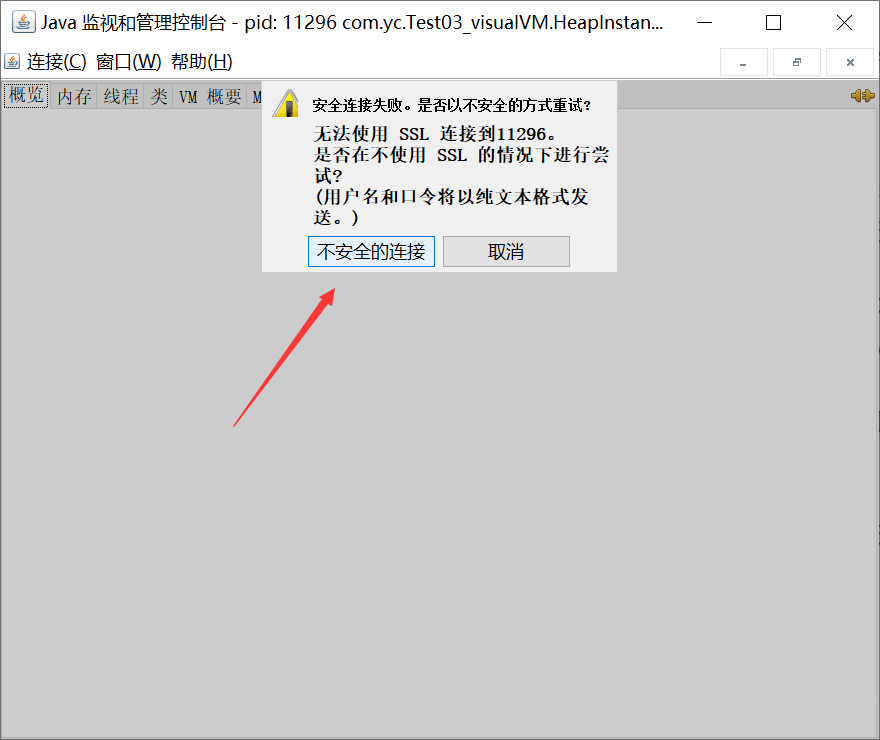 Java 监视和管理控制台 - pid: 11296 com.yc.Test03_visualVM.HeapInstan...
连接(C) 窗口(W) 帮助(H)
概览 内存 线程 类 VM 概要 M
安全连接失败。是否以不安全的方式重试?
无法使用 SSL 连接到11296。
是否在不使用 SSL 的情况下进行尝
试?
(用户名和口令将以纯文本格式发
送。)
不安全的连接 取消